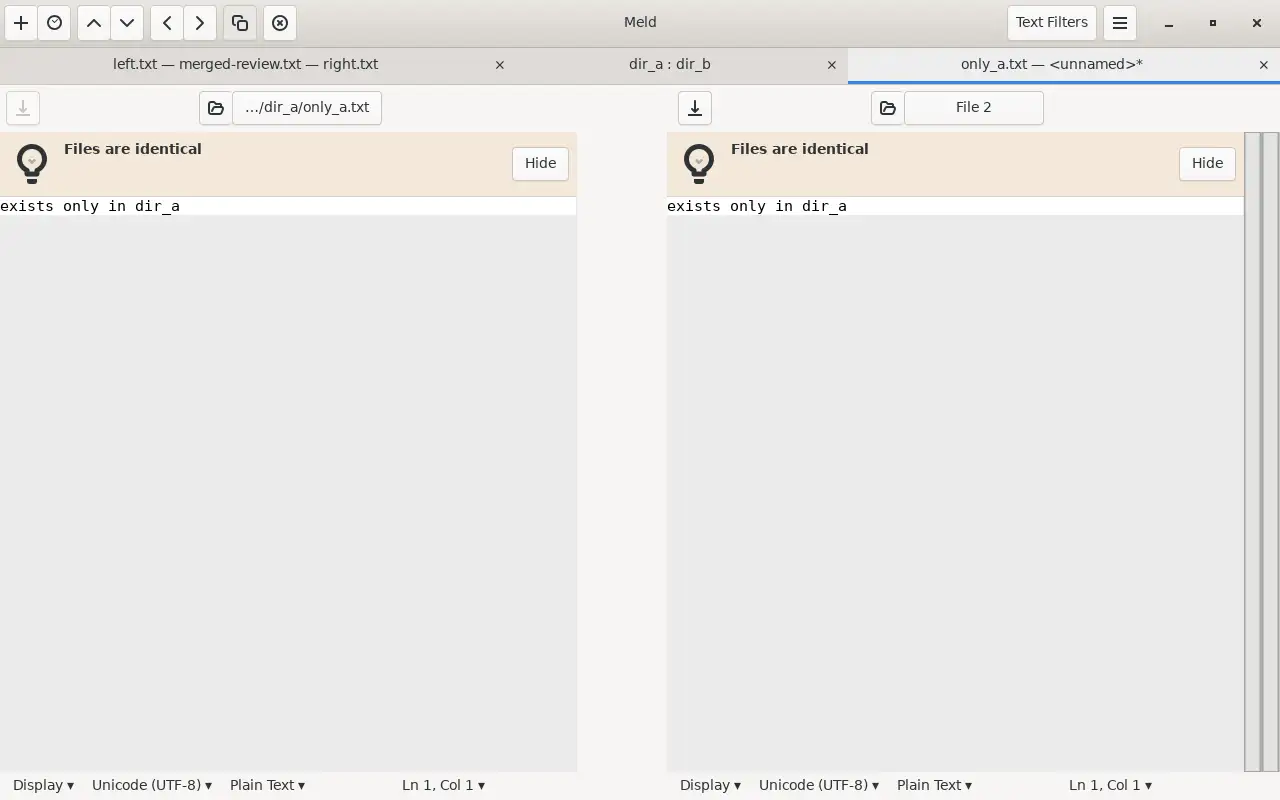 Meld
Text Filters
left.txt — merged-review.txt — right.txt
dir_a : dir_b
only_a.txt — <unnamed>*
.../dir_a/only_a.txt
File 2
Files are identical
Hide
Files are identical
Hide
exists only in dir_a
exists only in dir_a
Display ▾ Unicode (UTF-8) ▾ Plain Text ▾ Ln 1, Col 1 ▾
Display ▾ Unicode (UTF-8) ▾ Plain Text ▾ Ln 1, Col 1 ▾